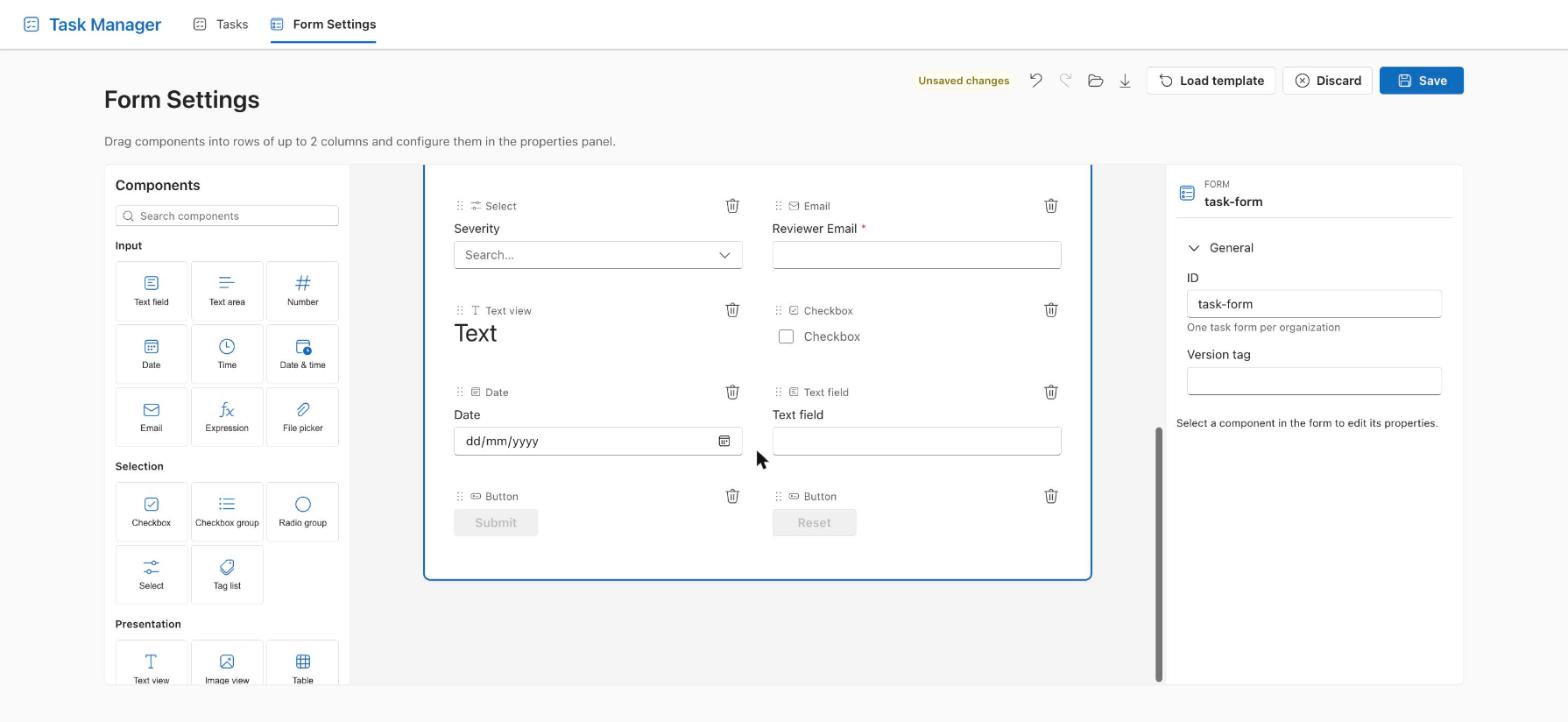 Task Manager
Tasks
Form Settings
Unsaved changes
Load template
Discard
Save
Form Settings
Drag components into rows of up to 2 columns and configure them in the properties panel.
Components
Search components
Input
Text field
Text area
Number
Date
Time
Date & time
Email
Expression
File picker
Selection
Checkbox
Checkbox group
Radio group
Select
Tag list
Presentation
Text view
Image view
Table
Select
Email
Severity
Reviewer Email *
Search...
Text view
Checkbox
Text
Checkbox
Date
Text field
Date
Text field
dd/mm/yyyy
Button
Button
Submit
Reset
FORM
task-form
General
ID
task-form
One task form per organization
Version tag
Select a component in the form to edit its properties.